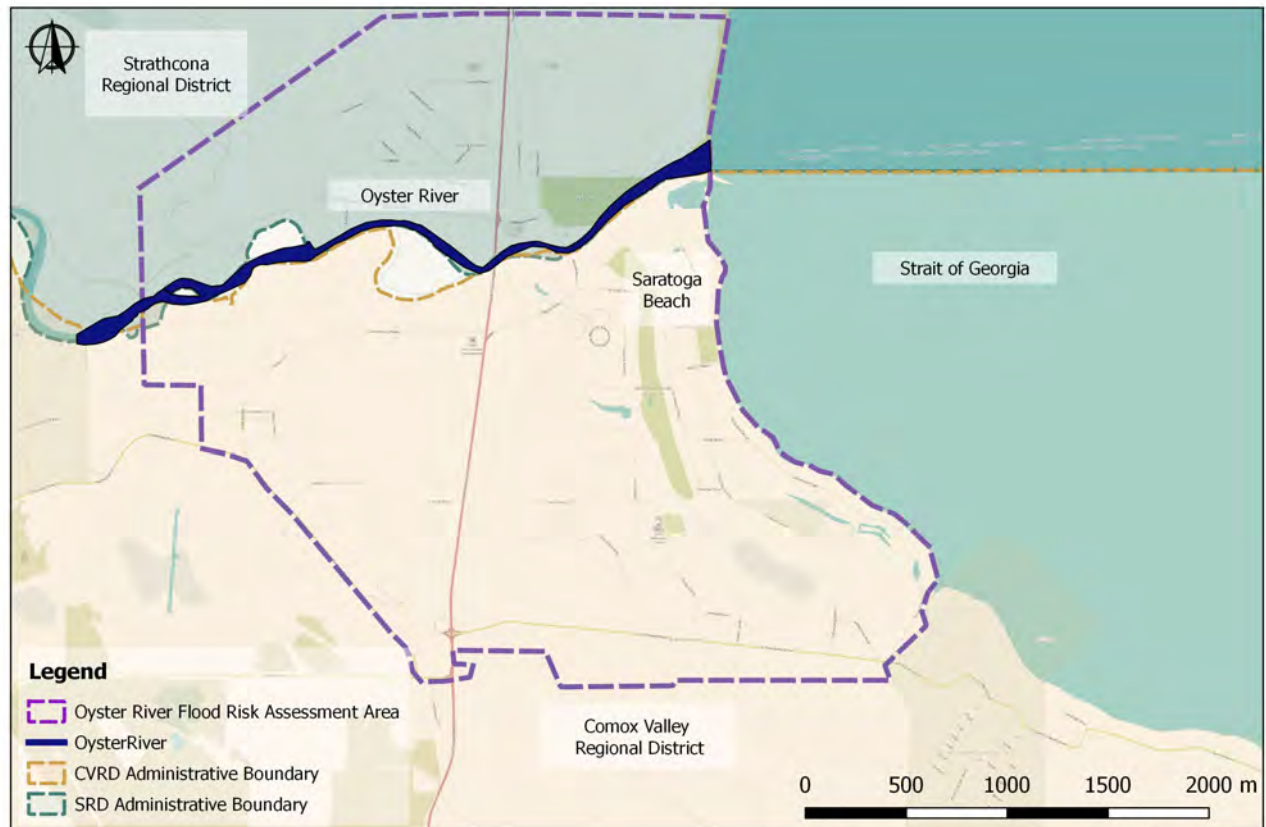 Strathcona
Regional District
Oyster River
Saratoga
Beach
Strait of Georgia
Comox Valley
Regional District
Legend
Oyster River Flood Risk Assessment Area
OysterRiver
CVRD Administrative Boundary
SRD Administrative Boundary
0 500 1000 1500 2000 m